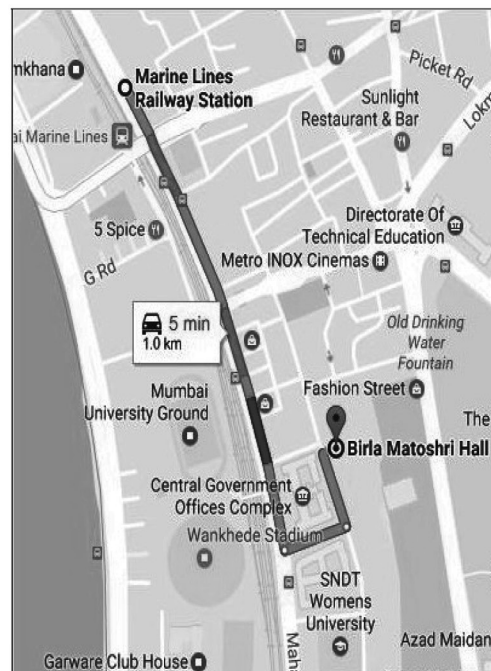 mkhana
Marine Lines
Railway Station
Picket Rd
Lokm
Sunlight
Restaurant & Bar
ai Marine Lines
5 Spice
G Rd
Directorate Of
Technical Education
Metro INOX Cinemas
5 min
1.0 km
Old Drinking
Water
Fountain
Mumbai
University Ground
Fashion Street
The
Birla Matoshri Hall
Central Government
Offices Complex
Wankhede Stadium
SNDT
Womens
University
Mah
Azad Maidan
Garware Club House